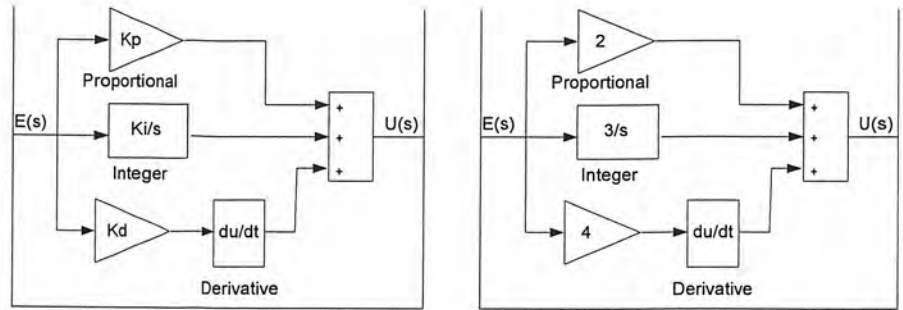 Kp
Proportional
E(s)
Ki/s
+
+
+
U(s)
Integer
Kd
du/dt
Derivative
2
Proportional
E(s)
3/s
+
+
+
U(s)
Integer
4
du/dt
Derivative